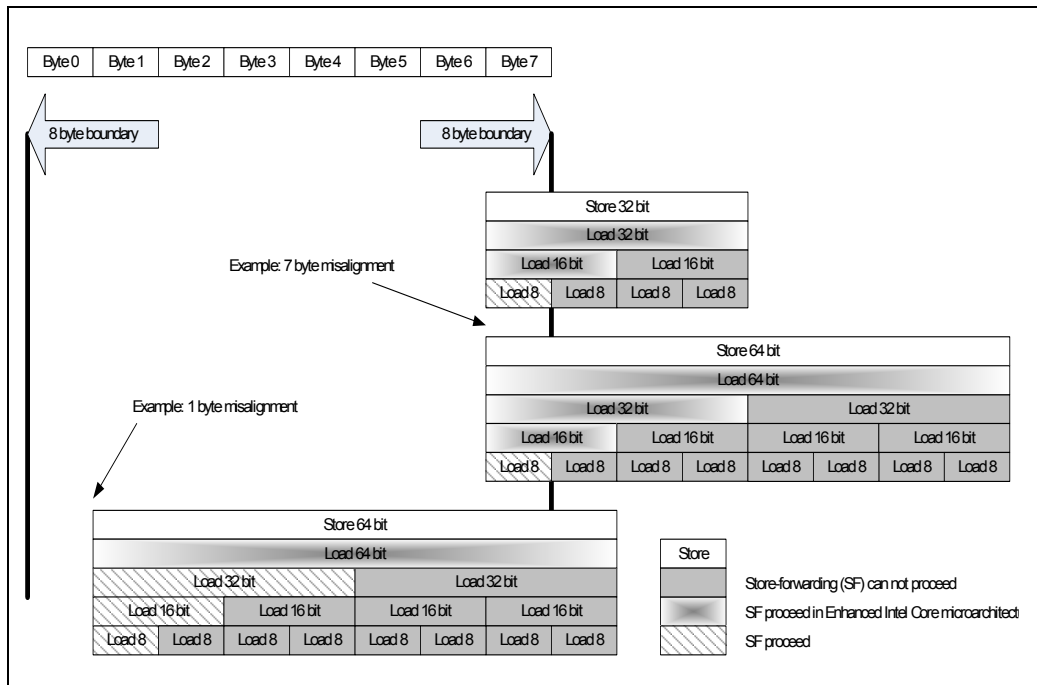 Byte 0 Byte 1 Byte 2 Byte 3 Byte 4 Byte 5 Byte 6 Byte 7
8 byte boundary 8 byte boundary
Store 32 bit
Load 32 bit
Example: 7 byte misalignment
Load 16 bit Load 16 bit
Load 8 Load 8 Load 8 Load 8
Store 64 bit
Load 64 bit
Example: 1 byte misalignment
Load 32 bit Load 32 bit
Load 16 bit Load 16 bit Load 16 bit Load 16 bit
Load 8 Load 8 Load 8 Load 8 Load 8 Load 8 Load 8 Load 8
Store 64 bit
Load 64 bit
Load 32 bit Load 32 bit
Load 16 bit Load 16 bit Load 16 bit Load 16 bit
Load 8 Load 8 Load 8 Load 8 Load 8 Load 8 Load 8 Load 8
Store
Store-forwarding (SF) can not proceed
SF proceed in Enhanced Intel Core microarchitectu
SF proceed